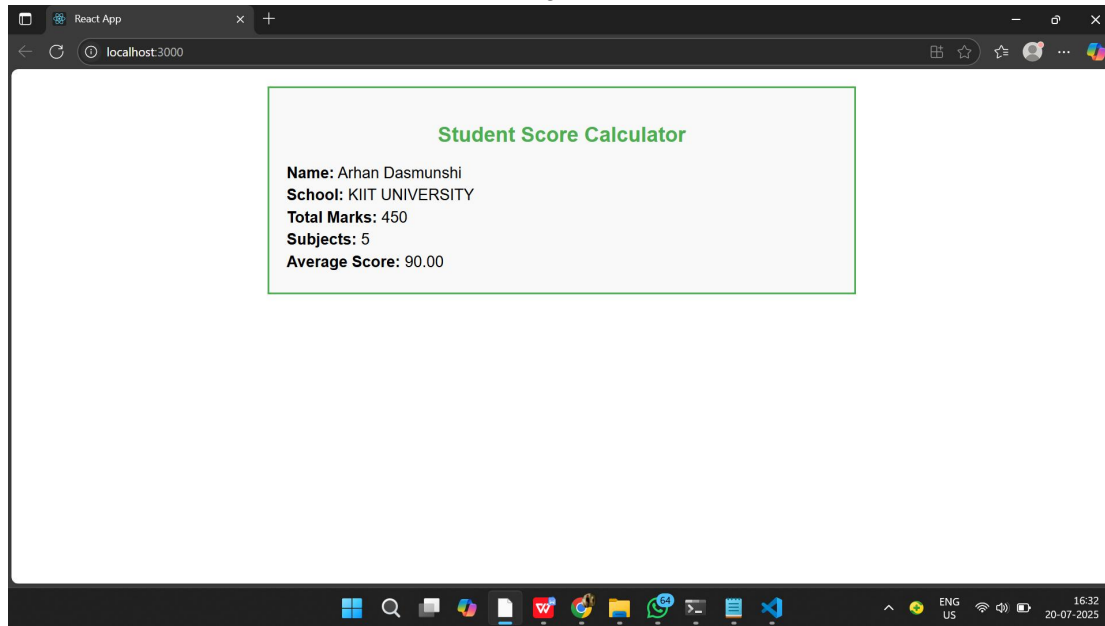 React App
localhost:3000
Student Score Calculator
Name: Arhan Dasmunshi
School: KIIT UNIVERSITY
Total Marks: 450
Subjects: 5
Average Score: 90.00
64
ENG
US
16:32
20-07-2025